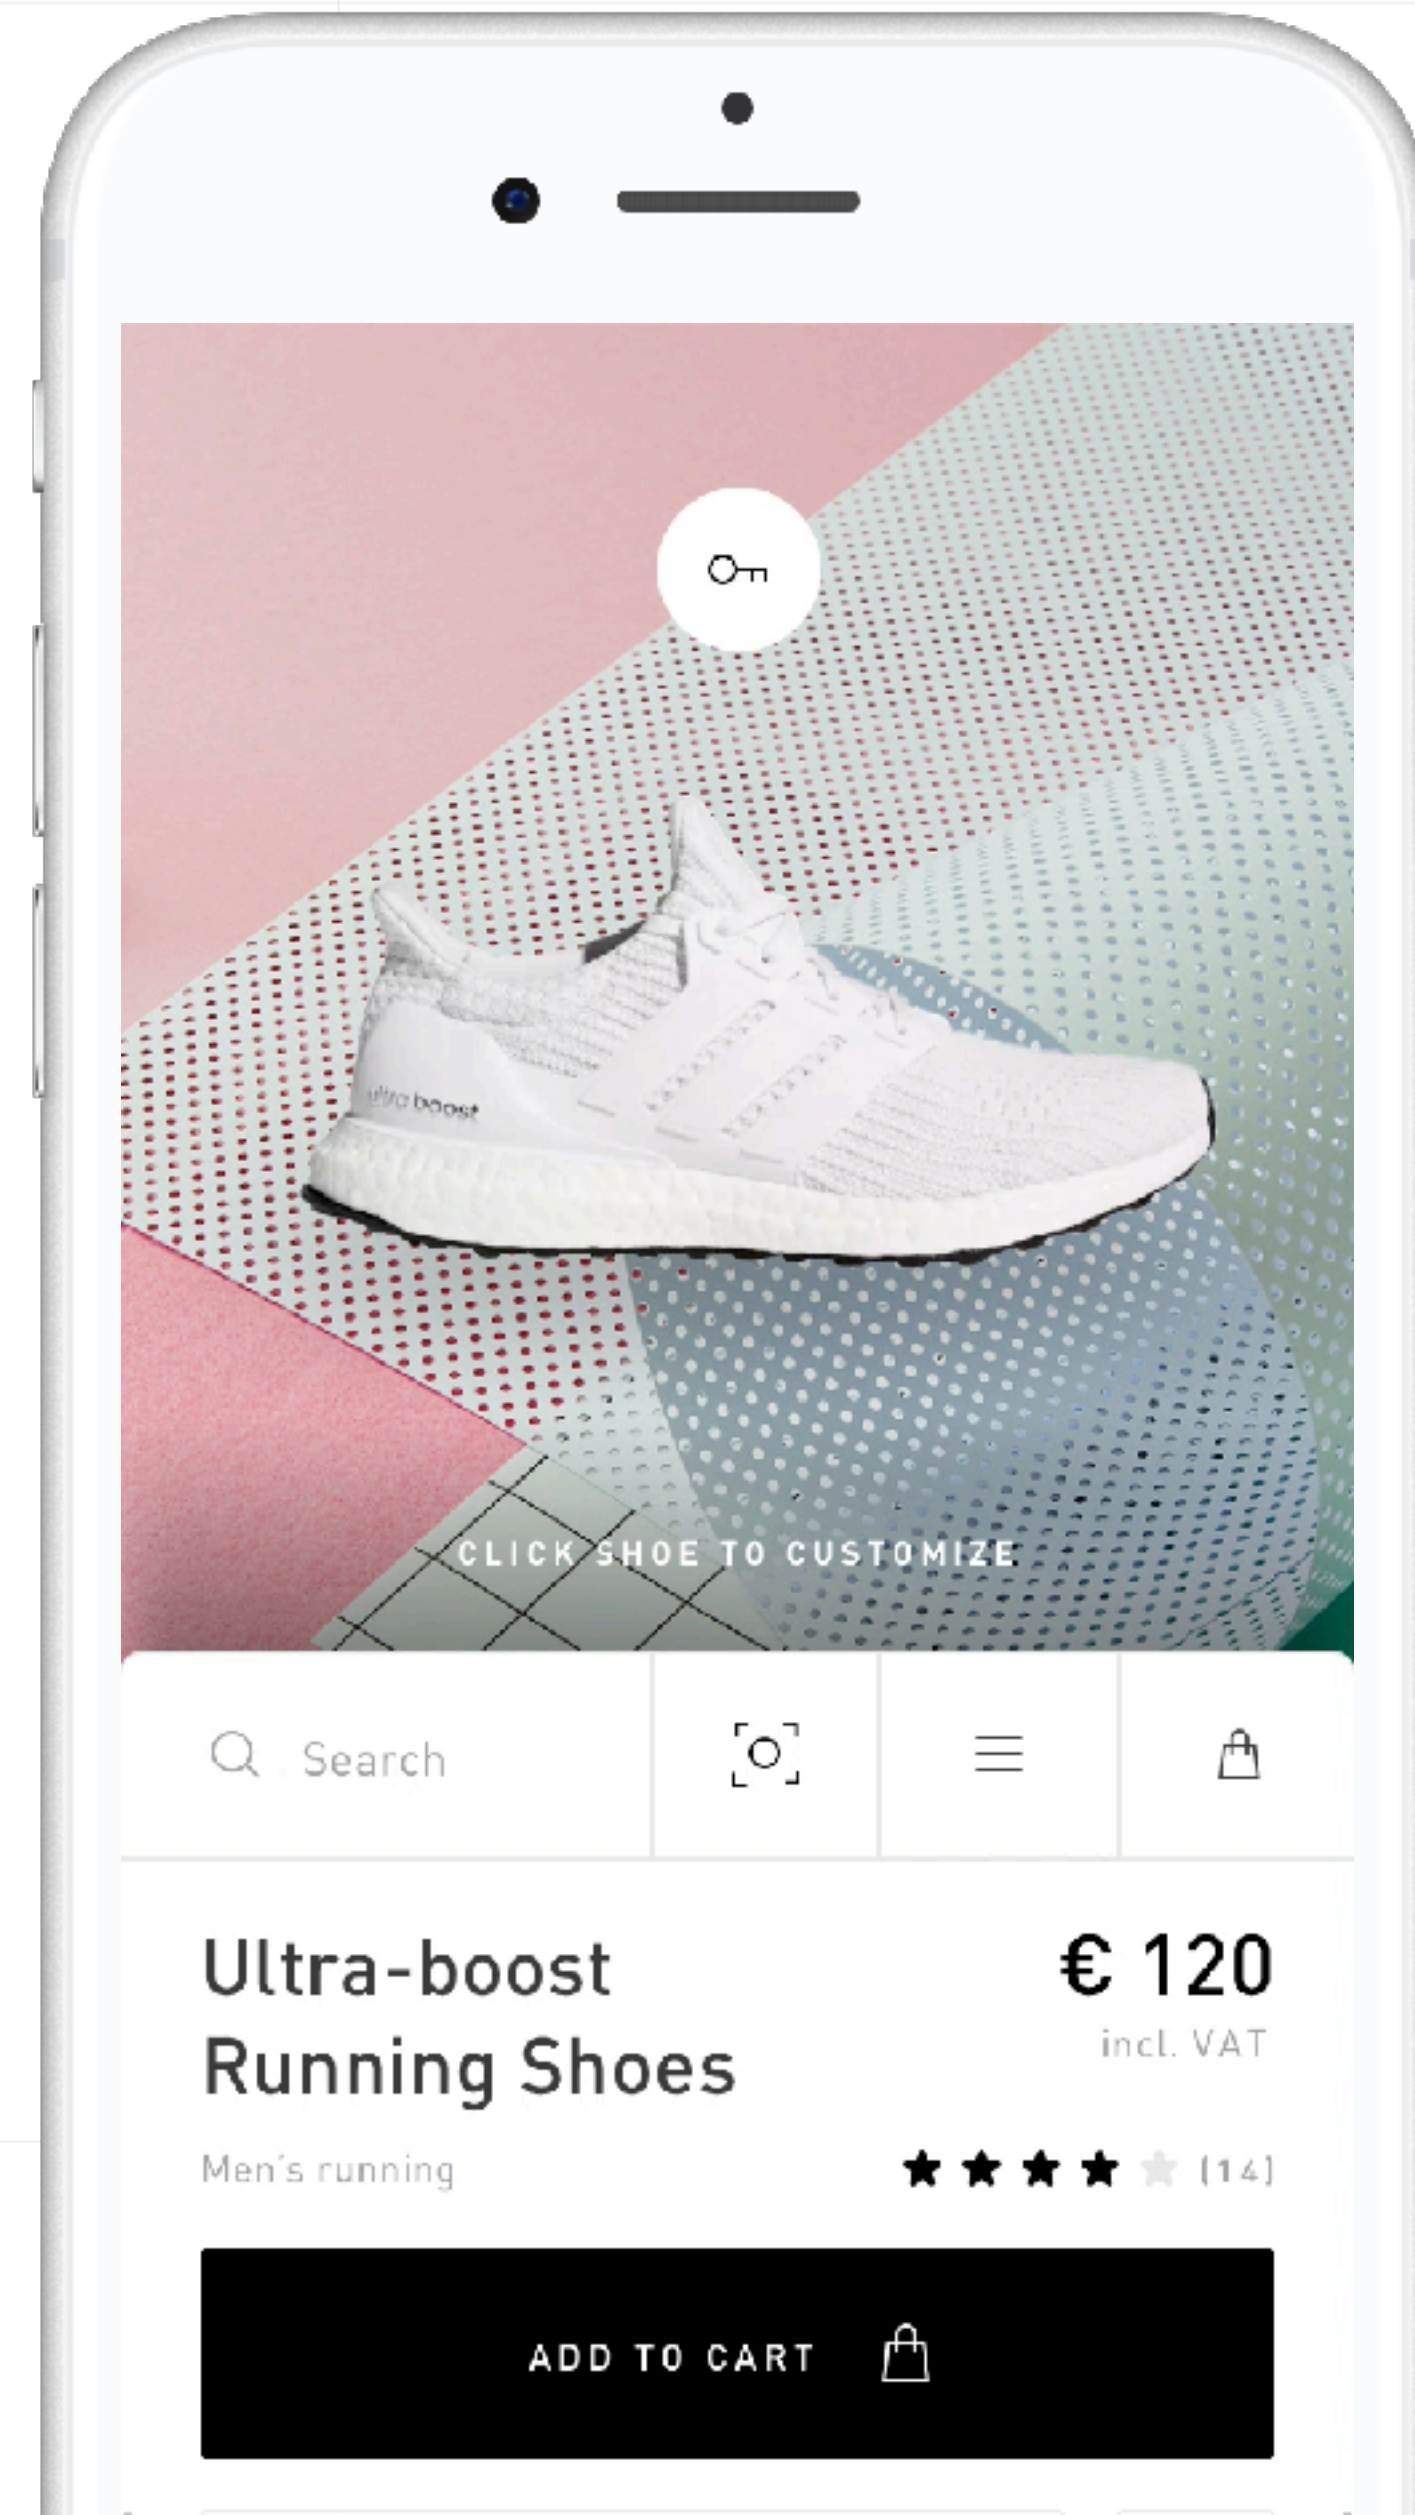 ultra boost
CLICK SHOE TO CUSTOMIZE
Search
Ultra-boost
Running Shoes
€ 120
incl. VAT
Men's running
(14)
ADD TO CART